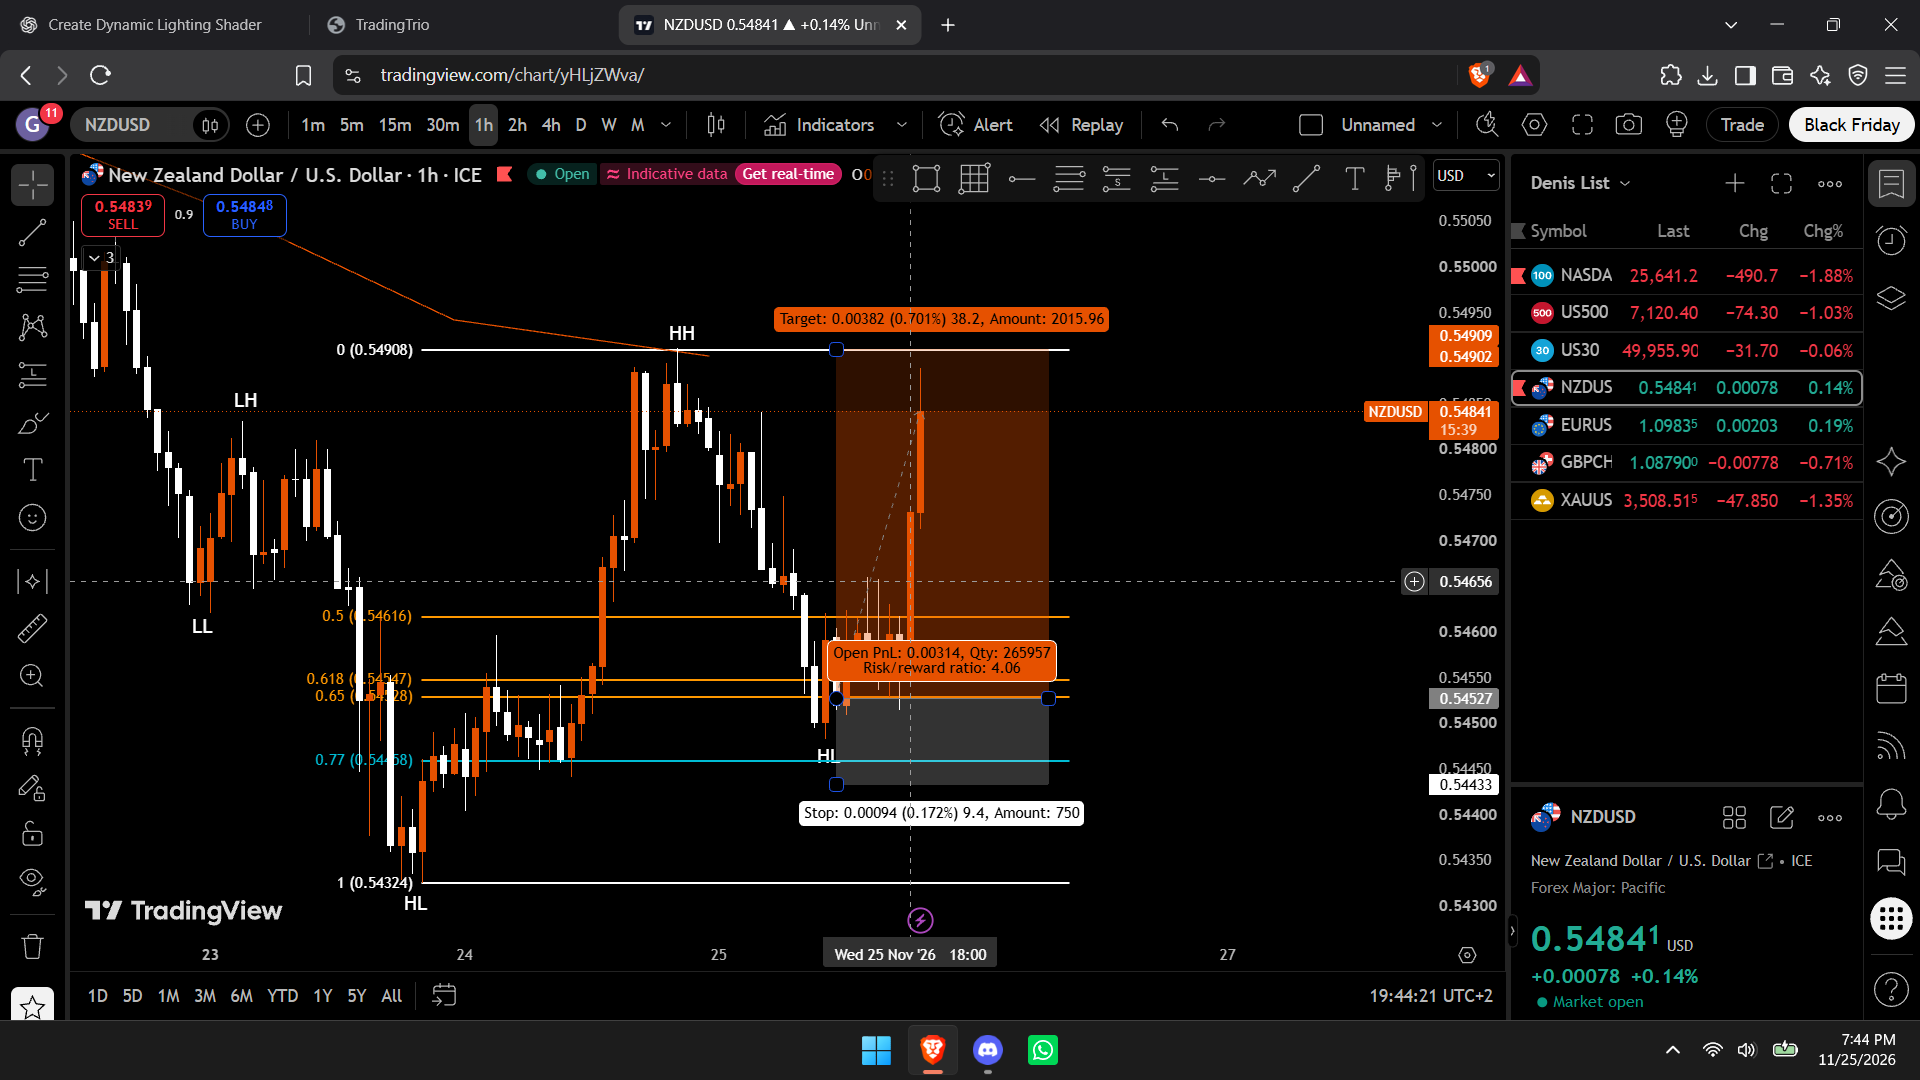 Create Dynamic Lighting Shader
TradingTrio
NZDUSD 0.54841 ▲ +0.14% Unn
tradingview.com/chart/yHLjZWva/
1
G
11
NZDUSD
1m 5m 15m 30m 1h 2h 4h D W M
Indicators
Alert
Replay
Unnamed
Trade
Black Friday
New Zealand Dollar / U.S. Dollar · 1h · ICE
Open
Indicative data
Get real-time
USD
0.54839
SELL
0.9
0.54848
BUY
3
Target: 0.00382 (0.701%) 38.2, Amount: 2015.96
HH
0 (0.54908)
LH
LL
0.5 (0.54616)
0.618 (0.54547)
0.65 (0.54528)
0.77 (0.54458)
1 (0.54324)
HL
HL
Open PnL: 0.00314, Qty: 265957
Risk/reward ratio: 4.06
Stop: 0.00094 (0.172%) 9.4, Amount: 750
TradingView
0.55050
0.55000
0.54950
0.54909
0.54902
NZDUSD
0.54841
15:39
0.54800
0.54750
0.54700
0.54656
0.54600
0.54550
0.54527
0.54500
0.54450
0.54433
0.54400
0.54350
0.54300
23 24 25
Wed 25 Nov '26 18:00
27
1D 5D 1M 3M 6M YTD 1Y 5Y All
19:44:21 UTC+2
Denis List
Symbol Last Chg Chg%
100 NASDA 25,641.2 −490.7 −1.88%
500 US500 7,120.40 −74.30 −1.03%
30 US30 49,955.90 −31.70 −0.06%
NZDUS 0.54841 0.00078 0.14%
EURUS 1.09835 0.00203 0.19%
GBPCH 1.087900 −0.00778 −0.71%
XAUUS 3,508.515 −47.850 −1.35%
NZDUSD
New Zealand Dollar / U.S. Dollar • ICE
Forex Major: Pacific
0.54841 USD
+0.00078 +0.14%
Market open
7:44 PM
11/25/2026